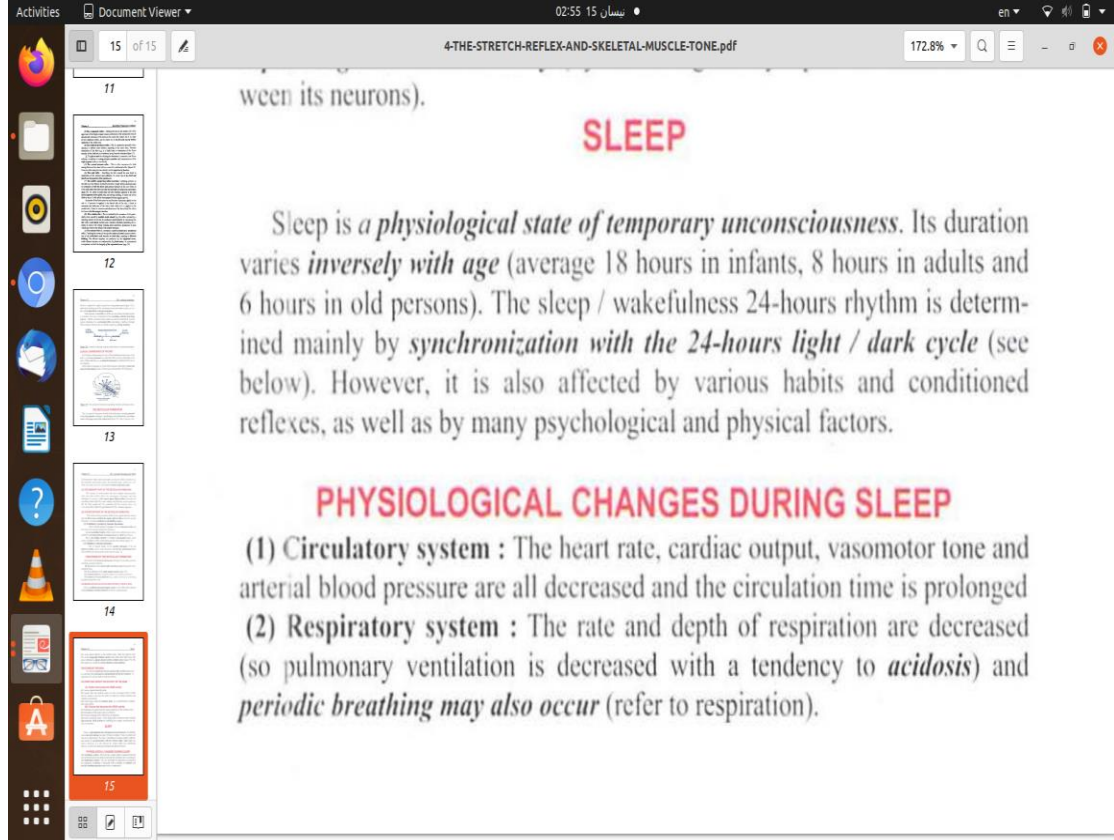 Activities
Document Viewer
02:55 15 نيسان
en
15 of 15
4-THE-STRETCH-REFLEX-AND-SKELETAL-MUSCLE-TONE.pdf
172.8%
11
12
13
14
15
ween its neurons).
SLEEP
Sleep is a physiological state of temporary unconsciousness. Its duration
varies inversely with age (average 18 hours in infants, 8 hours in adults and
6 hours in old persons). The sleep / wakefulness 24-hours rhythm is determ-
ined mainly by synchronization with the 24-hours light / dark cycle (see
below). However, it is also affected by various habits and conditioned
reflexes, as well as by many psychological and physical factors.
PHYSIOLOGICAL CHANGES DURING SLEEP
(1) Circulatory system : The heart rate, cardiac output, vasomotor tone and
arterial blood pressure are all decreased and the circulation time is prolonged
(2) Respiratory system : The rate and depth of respiration are decreased
(so pulmonary ventilation is decreased with a tendency to acidosis) and
periodic breathing may also occur (refer to respiration).